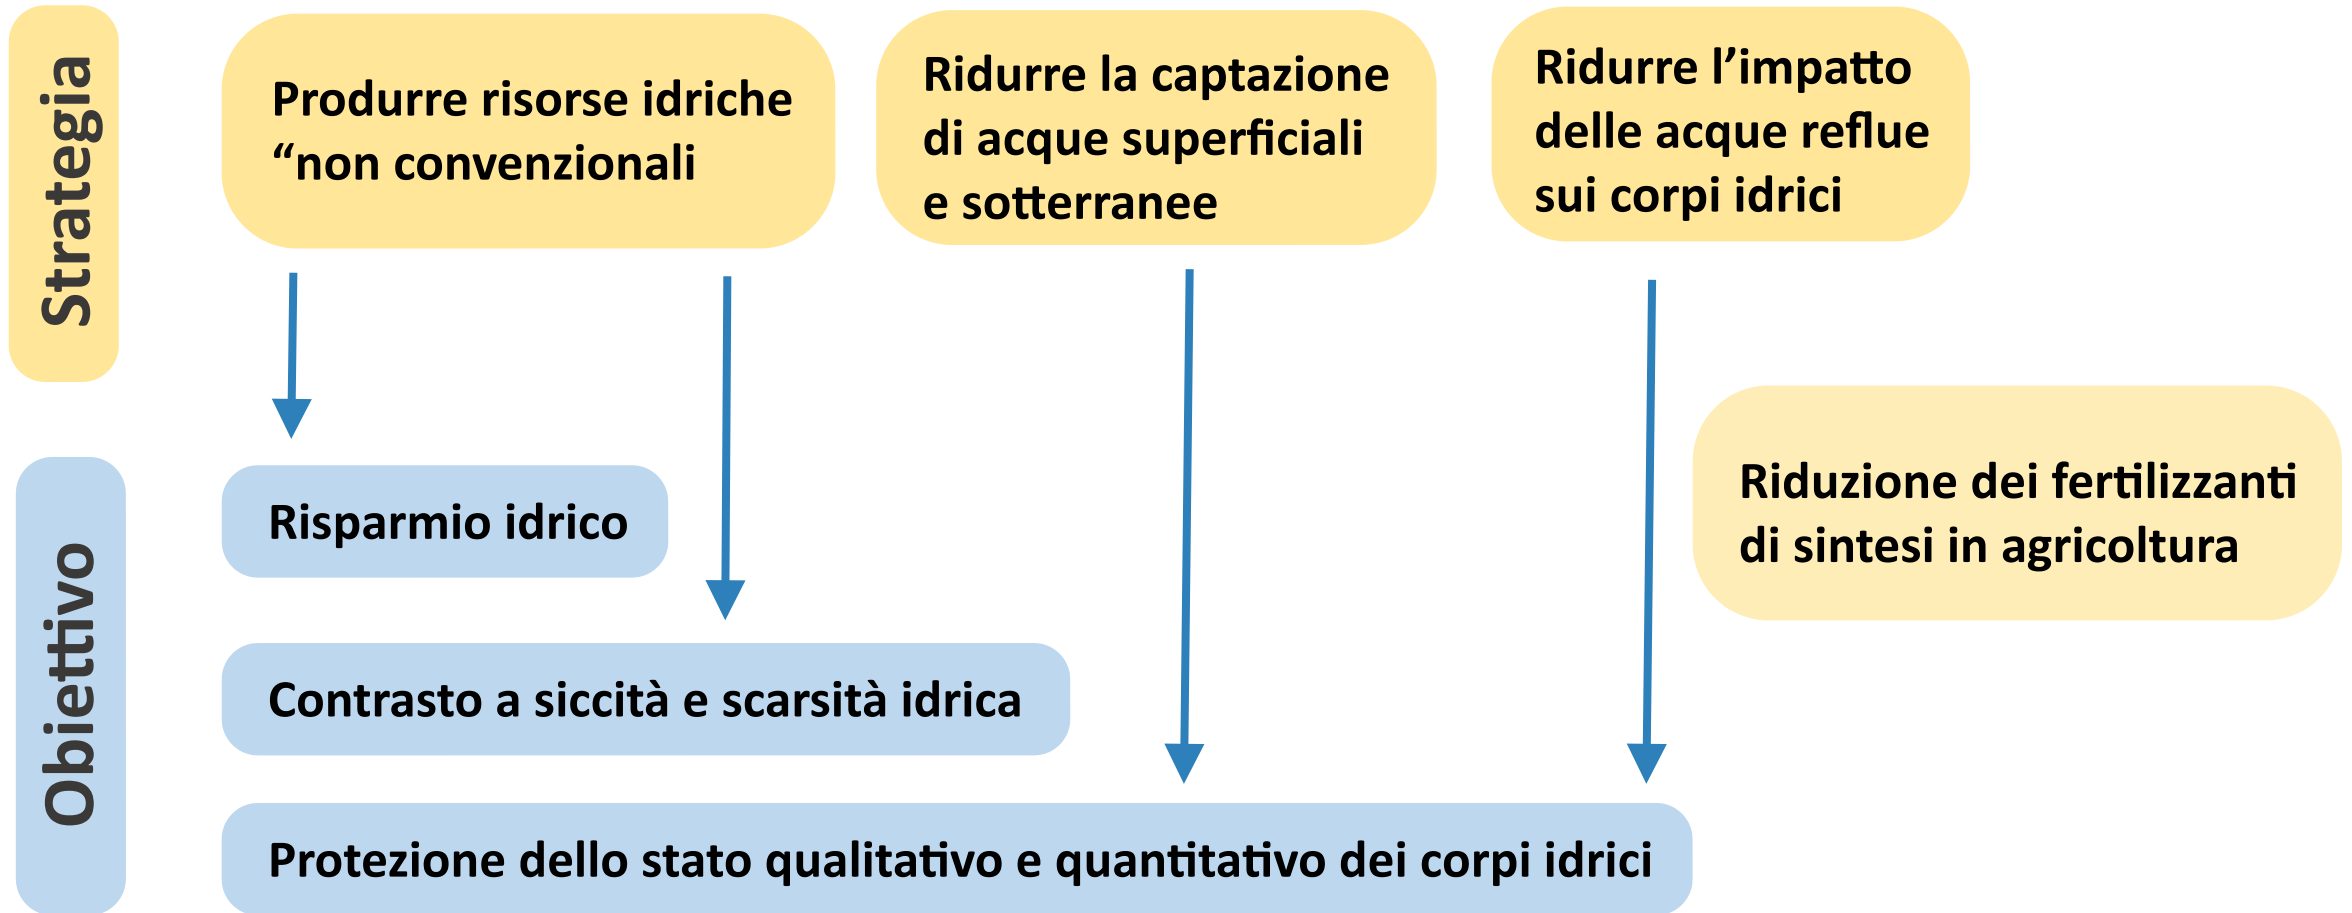 Strategia
Produrre risorse idriche
“non convenzionali
Ridurre la captazione
di acque superficiali
e sotterranee
Ridurre l’impatto
delle acque reflue
sui corpi idrici
Riduzione dei fertilizzanti
di sintesi in agricoltura
Obiettivo
Risparmio idrico
Contrasto a siccità e scarsità idrica
Protezione dello stato qualitativo e quantitativo dei corpi idrici